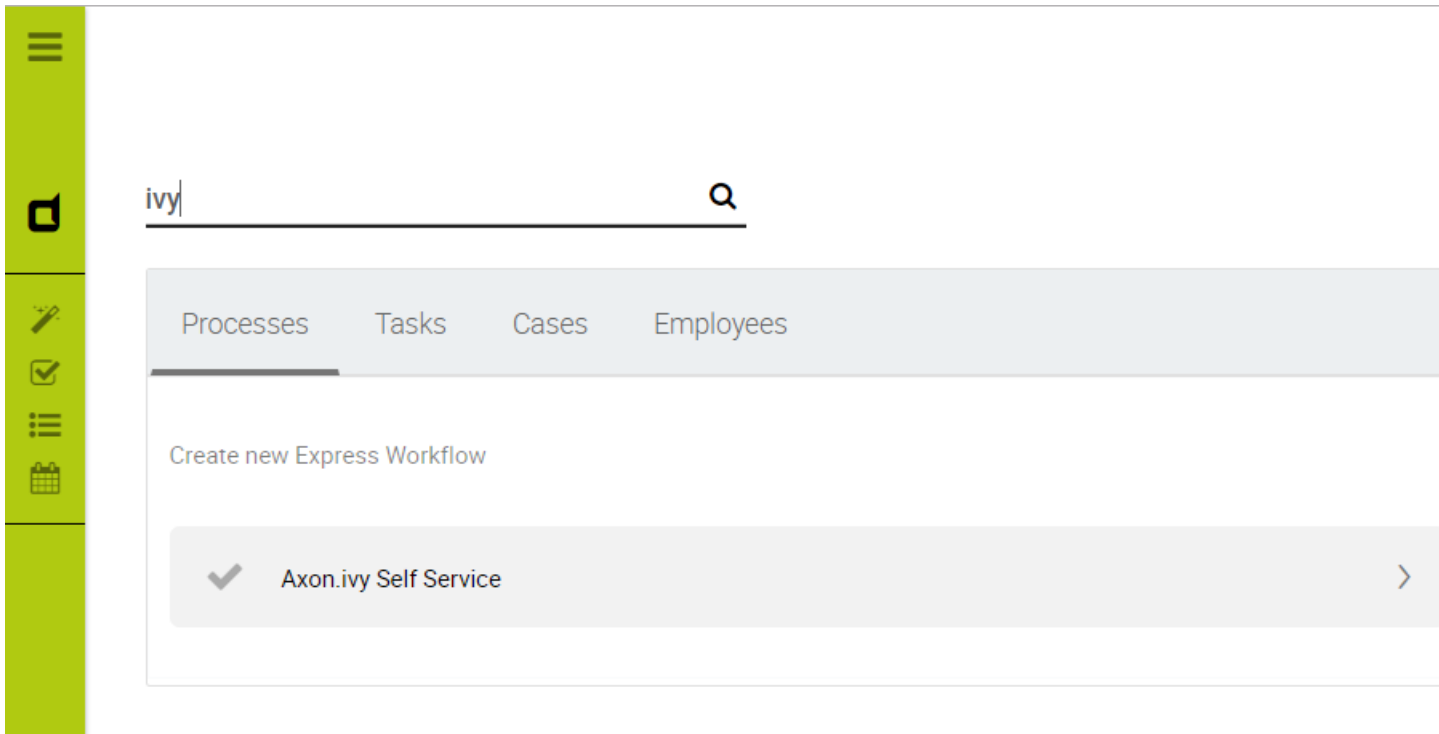 ivy
Processes Tasks Cases Employees
Create new Express Workflow
Axon.ivy Self Service